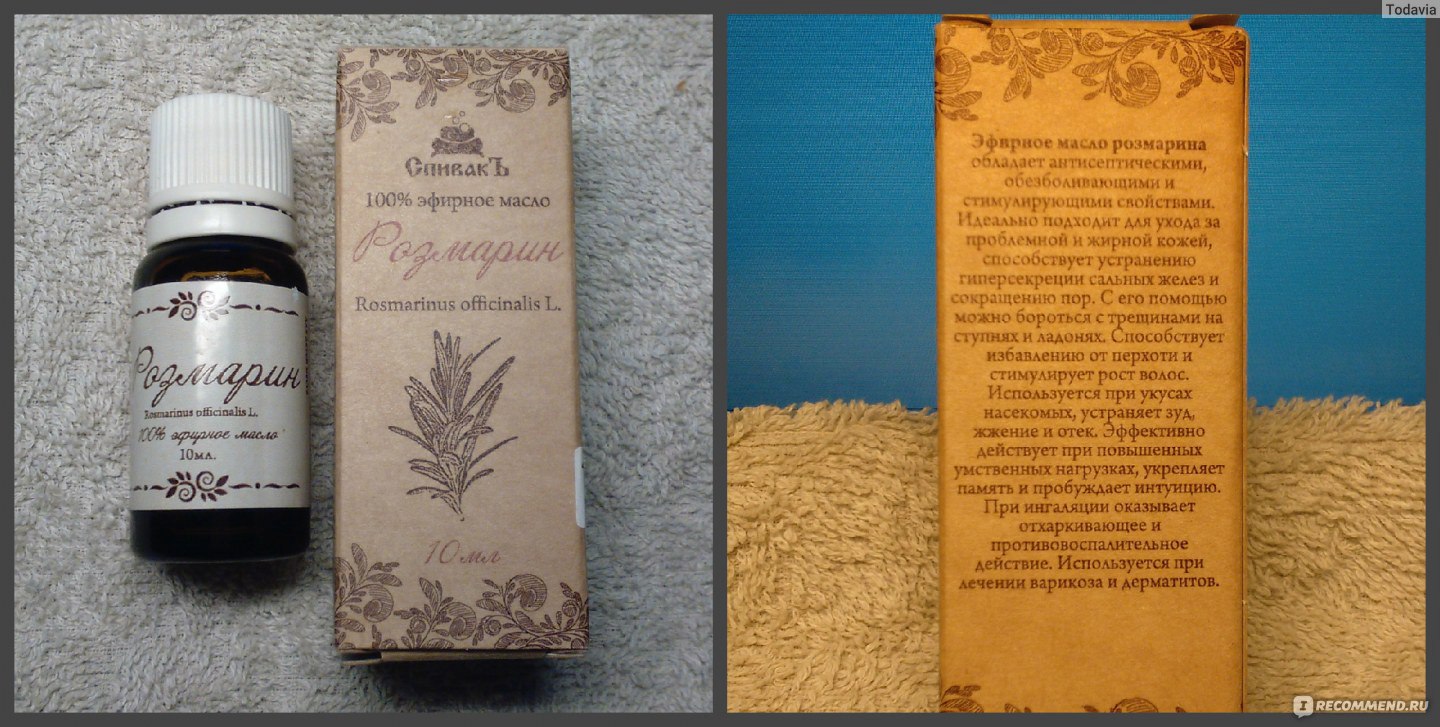 Розмарин
Rosmarinus officinalis L.
100% эфирное масло
10мл.
СпивакЪ
100% эфирное масло
Розмарин
Rosmarinus officinalis L.
10 мл
Todavia
Эфирное масло розмарина
обладает антисептическими,
обезболивающими и
стимулирующими свойствами.
Идеально подходит для ухода за
проблемной и жирной кожей,
способствует устранению
гиперсекреции сальных желез и
сокращению пор. С его помощью
можно бороться с трещинами на
ступнях и ладонях. Способствует
избавлению от перхоти и
стимулирует рост волос.
Используется при укусах
насекомых, устраняет зуд,
жжение и отек. Эффективно
действует при повышенных
умственных нагрузках, укрепляет
память и пробуждает интуицию.
При ингаляции оказывает
отхаркивающее и
противовоспалительное
действие. Используется при
лечении варикоза и дерматитов.
I RECOMMEND.RU